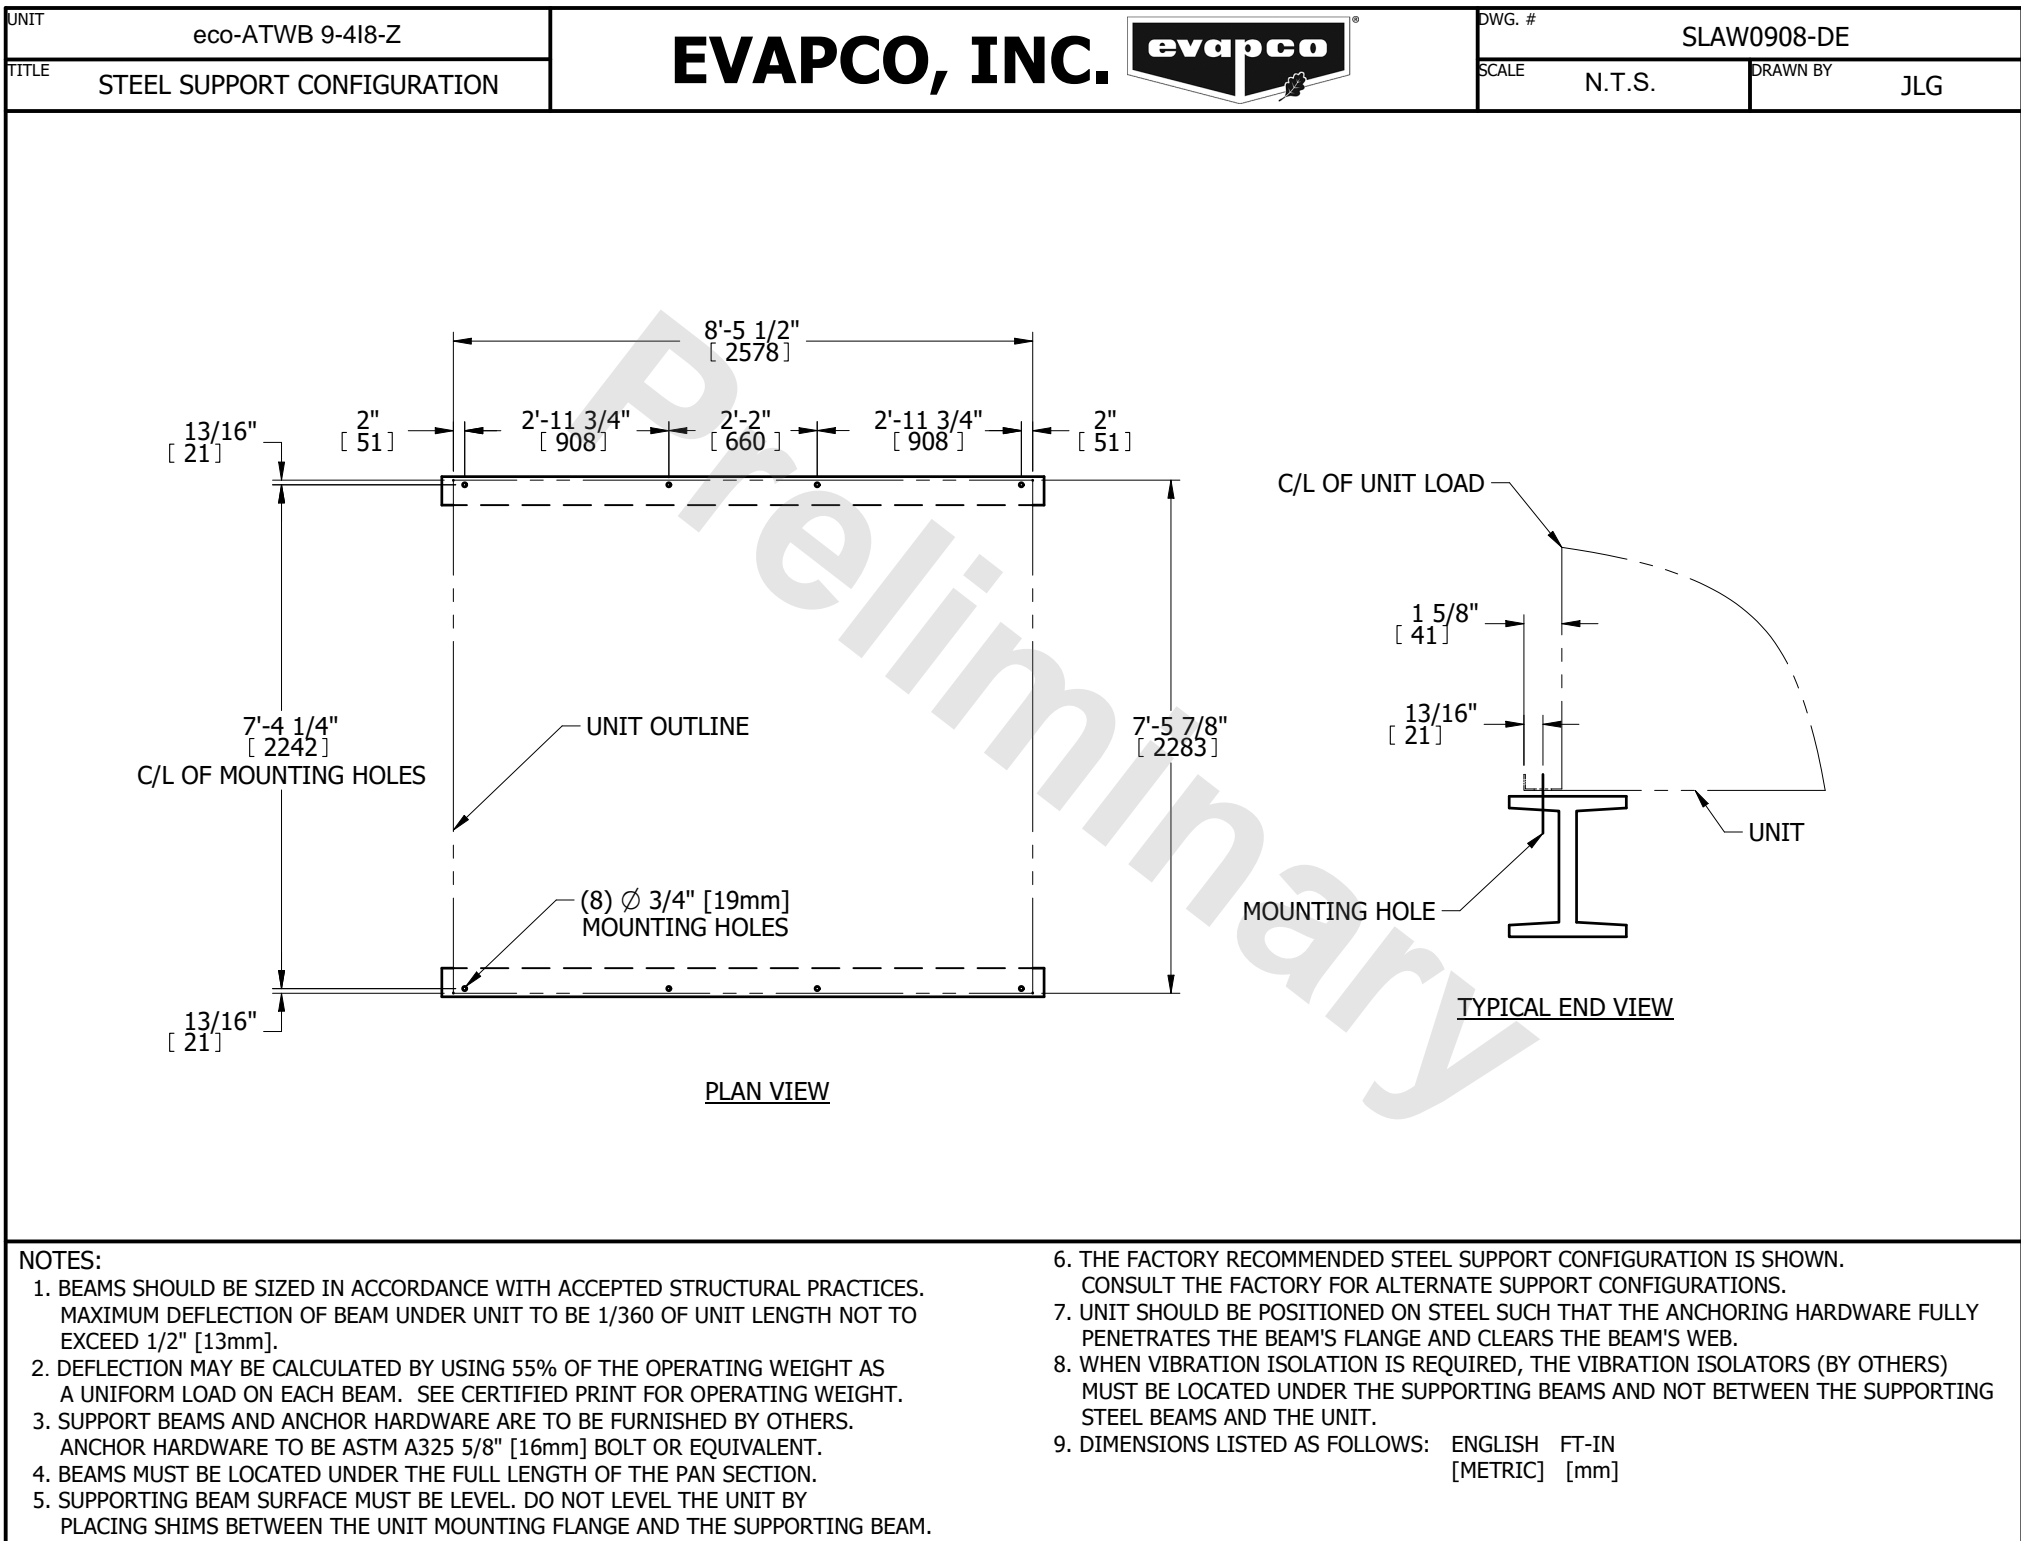 UNIT
eco-ATWB 9-4I8-Z
TITLE
STEEL SUPPORT CONFIGURATION
EVAPCO, INC.
evapco
®
DWG. #
SLAW0908-DE
SCALE
N.T.S.
DRAWN BY
JLG
8'-5 1/2"
[ 2578 ]
13/16"
[ 21 ]
2"
[ 51 ]
2'-11 3/4"
[ 908 ]
2'-2"
[ 660 ]
2'-11 3/4"
[ 908 ]
2"
[ 51 ]
7'-4 1/4"
[ 2242 ]
C/L OF MOUNTING HOLES
UNIT OUTLINE
7'-5 7/8"
[ 2283 ]
(8) ∅ 3/4" [19mm]
MOUNTING HOLES
13/16"
[ 21 ]
PLAN VIEW
C/L OF UNIT LOAD
1 5/8"
[ 41 ]
13/16"
[ 21 ]
UNIT
MOUNTING HOLE
TYPICAL END VIEW
Preliminary
NOTES:
1. BEAMS SHOULD BE SIZED IN ACCORDANCE WITH ACCEPTED STRUCTURAL PRACTICES.
MAXIMUM DEFLECTION OF BEAM UNDER UNIT TO BE 1/360 OF UNIT LENGTH NOT TO
EXCEED 1/2" [13mm].
2. DEFLECTION MAY BE CALCULATED BY USING 55% OF THE OPERATING WEIGHT AS
A UNIFORM LOAD ON EACH BEAM. SEE CERTIFIED PRINT FOR OPERATING WEIGHT.
3. SUPPORT BEAMS AND ANCHOR HARDWARE ARE TO BE FURNISHED BY OTHERS.
ANCHOR HARDWARE TO BE ASTM A325 5/8" [16mm] BOLT OR EQUIVALENT.
4. BEAMS MUST BE LOCATED UNDER THE FULL LENGTH OF THE PAN SECTION.
5. SUPPORTING BEAM SURFACE MUST BE LEVEL. DO NOT LEVEL THE UNIT BY
PLACING SHIMS BETWEEN THE UNIT MOUNTING FLANGE AND THE SUPPORTING BEAM.
6. THE FACTORY RECOMMENDED STEEL SUPPORT CONFIGURATION IS SHOWN.
CONSULT THE FACTORY FOR ALTERNATE SUPPORT CONFIGURATIONS.
7. UNIT SHOULD BE POSITIONED ON STEEL SUCH THAT THE ANCHORING HARDWARE FULLY
PENETRATES THE BEAM'S FLANGE AND CLEARS THE BEAM'S WEB.
8. WHEN VIBRATION ISOLATION IS REQUIRED, THE VIBRATION ISOLATORS (BY OTHERS)
MUST BE LOCATED UNDER THE SUPPORTING BEAMS AND NOT BETWEEN THE SUPPORTING
STEEL BEAMS AND THE UNIT.
9. DIMENSIONS LISTED AS FOLLOWS: ENGLISH FT-IN
[METRIC] [mm]